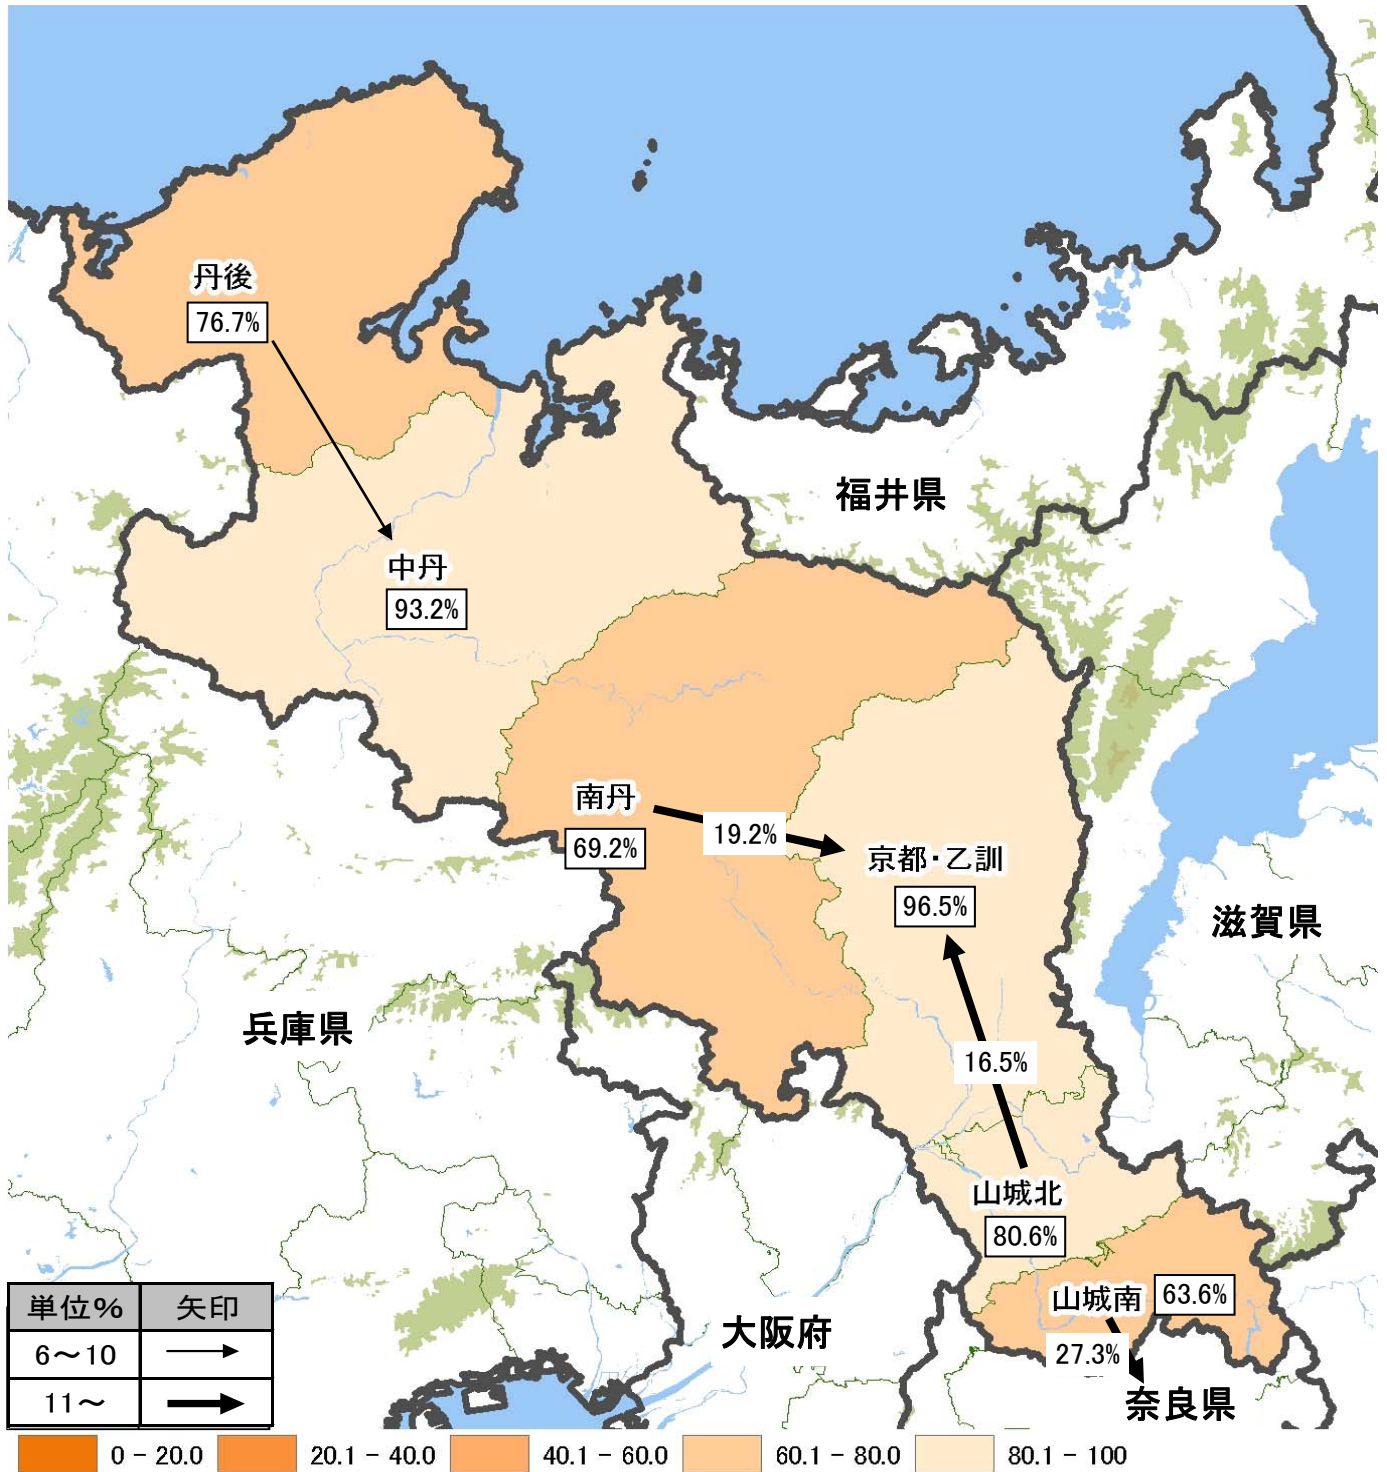 丹後
76.7%
福井県
中丹
93.2%
南丹
69.2%
19.2%
京都・乙訓
96.5%
滋賀県
兵庫県
16.5%
山城北
80.6%
山城南
63.6%
27.3%
大阪府
奈良県
単位% 矢印
6～10
11～
0 - 20.0 20.1 - 40.0 40.1 - 60.0 60.1 - 80.0 80.1 - 100